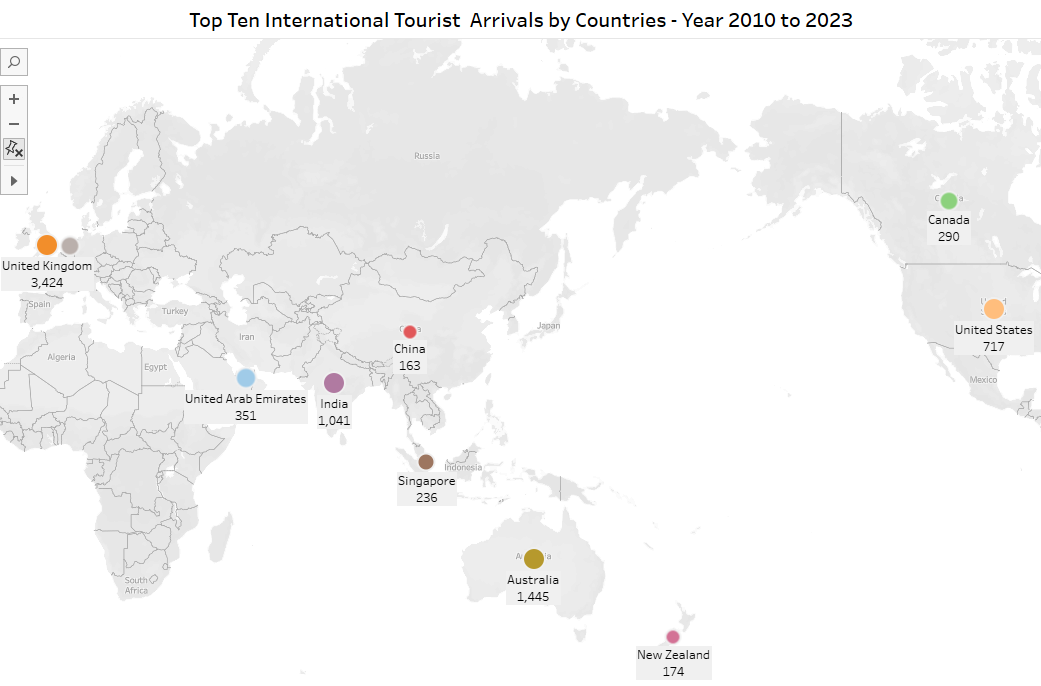 Top Ten International Tourist  Arrivals by Countries - Year 2010 to 2023
Russia
Canada
290
United Kingdom
3,424
Spain
Turkey
Japan
United States
717
Iran
China
163
Algeria
Egypt
Mexico
United Arab Emirates
351
India
1,041
Indonesia
Singapore
236
Australia
1,445
South
Africa
New Zealand
174